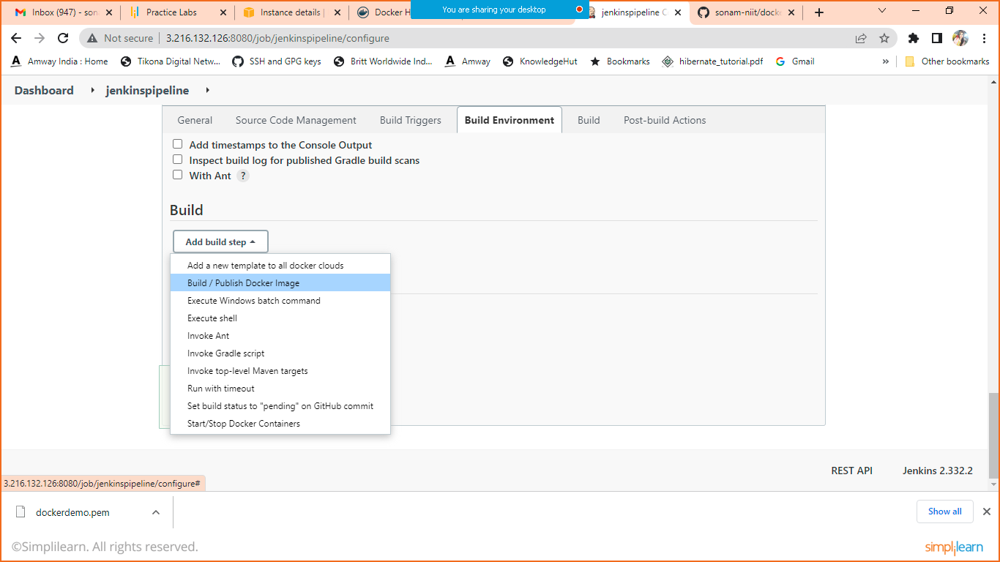 Inbox (947) - son
Practice Labs
Instance details |
Docker H
You are sharing your desktop
jenkinspipeline C
sonam-niit/docke
Not secure
3.216.132.126:8080/job/jenkinspipeline/configure
Amway India : Home
Tikona Digital Netw...
SSH and GPG keys
Britt Worldwide Ind...
Amway
KnowledgeHut
Bookmarks
hibernate_tutorial.pdf
Gmail
»
Other bookmarks
Dashboard
jenkinspipeline
General
Source Code Management
Build Triggers
Build Environment
Build
Post-build Actions
Add timestamps to the Console Output
Inspect build log for published Gradle build scans
With Ant ?
Build
Add build step
Add a new template to all docker clouds
Build / Publish Docker Image
Execute Windows batch command
Execute shell
Invoke Ant
Invoke Gradle script
Invoke top-level Maven targets
Run with timeout
Set build status to "pending" on GitHub commit
Start/Stop Docker Containers
REST API
Jenkins 2.332.2
3.216.132.126:8080/job/jenkinspipeline/configure#
dockerdemo.pem
Show all
©Simplilearn. All rights reserved.
simplilearn